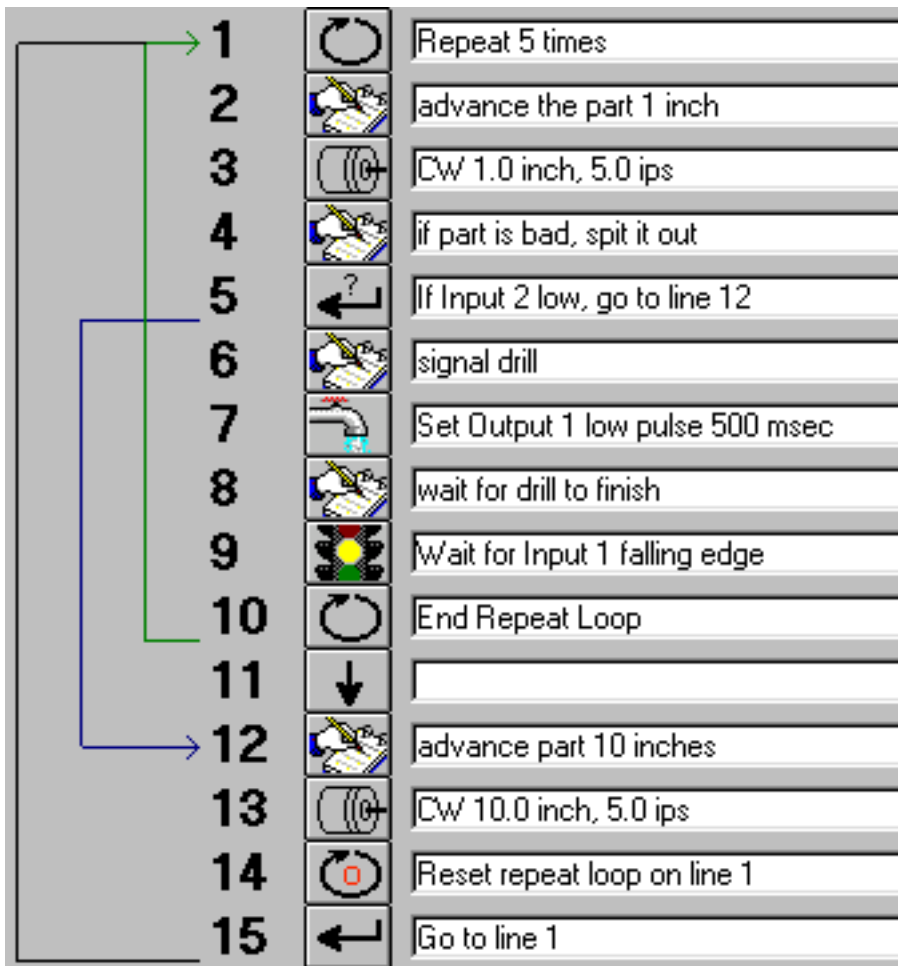 1 Repeat 5 times
2 advance the part 1 inch
3 CW 1.0 inch, 5.0 ips
4 if part is bad, spit it out
5 ? If Input 2 low, go to line 12
6 signal drill
7 Set Output 1 low pulse 500 msec
8 wait for drill to finish
9 Wait for Input 1 falling edge
10 End Repeat Loop
11
12 advance part 10 inches
13 CW 10.0 inch, 5.0 ips
14 0 Reset repeat loop on line 1
15 Go to line 1